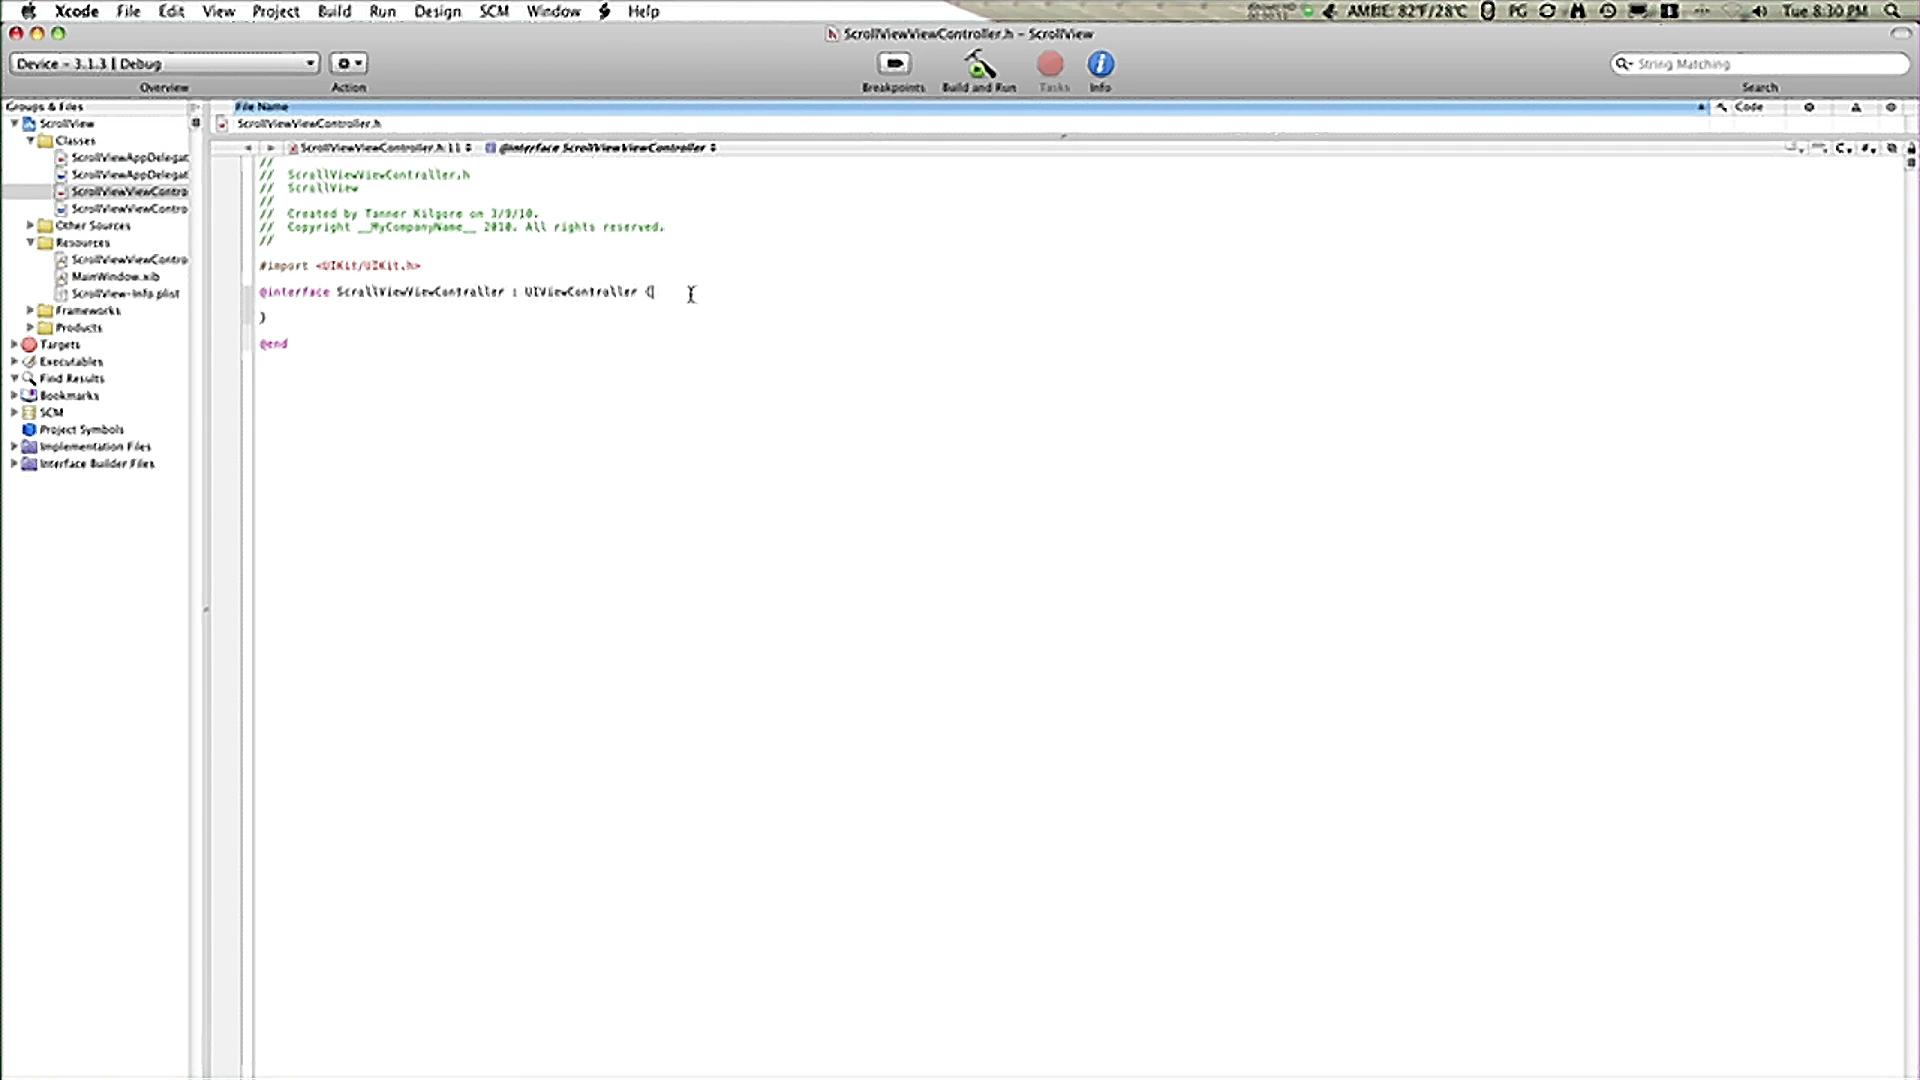 Xcode File Edit View Project Build Run Design SCM Window Help
AMBE: 82°F/28°C PG Tue 8:30 PM
ScrollViewViewController.h - ScrollView
Device - 3.1.3 | Debug
String Matching
Overview Action Breakpoints Build and Run Tasks Info Search
Groups & Files
File Name
Code
ScrollView
ScrollViewViewController.h
Classes
ScrollViewViewController.h:11 @interface ScrollViewViewController
ScrollViewAppDelegat
ScrollViewAppDelegat
ScrollViewViewContro
ScrollViewViewContro
Other Sources
Resources
ScrollViewViewContro
MainWindow.xib
ScrollView-Info.plist
Frameworks
Products
Targets
Executables
Find Results
Bookmarks
SCM
Project Symbols
Implementation Files
Interface Builder Files
//
// ScrollViewViewController.h
// ScrollView
//
// Created by Tanner Kilgore on 3/9/10.
// Copyright __MyCompanyName__ 2010. All rights reserved.
//
#import <UIKit/UIKit.h>
@interface ScrollViewViewController : UIViewController {
}
@end